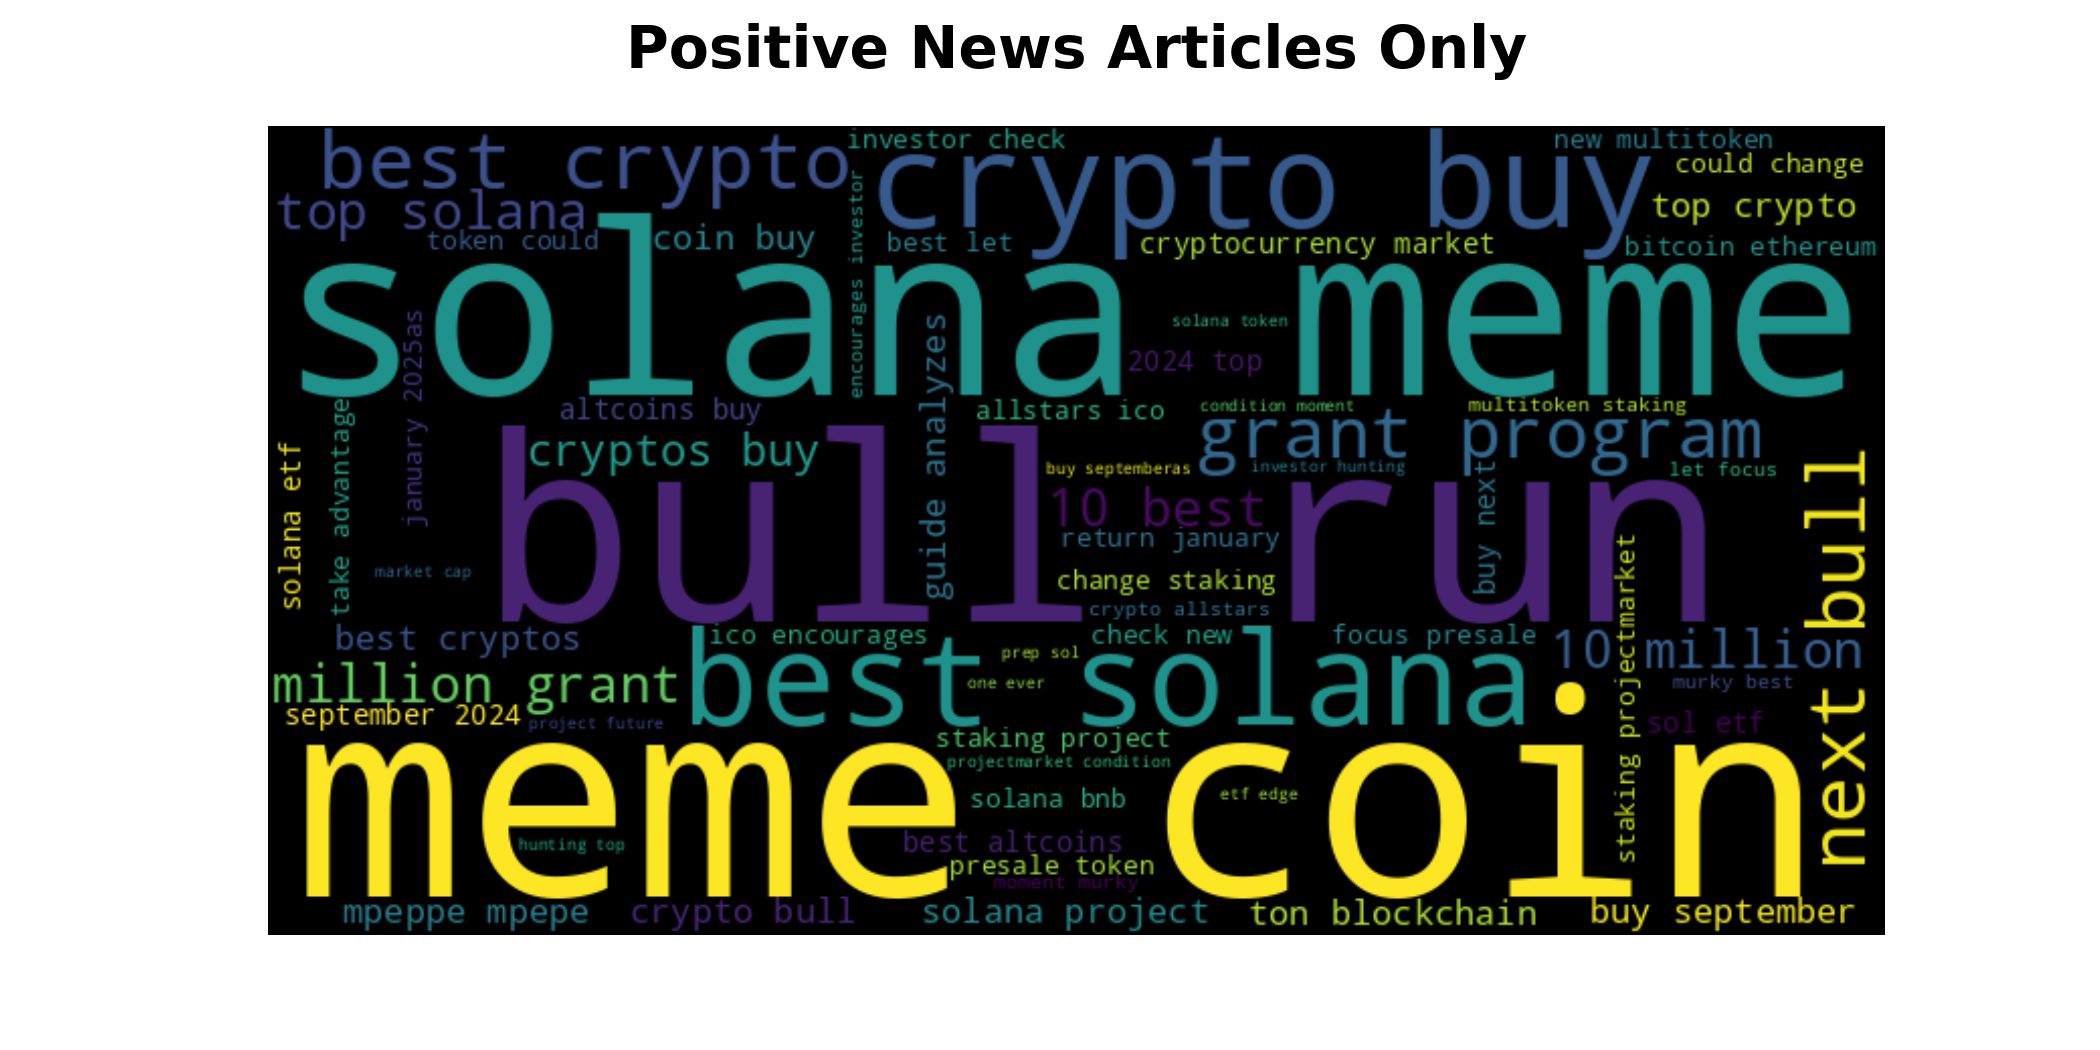 Positive News Articles Only
best crypto
investor check
crypto buy
new multitoken
could change
top solana
top crypto
token could
coin buy
best let
cryptocurrency market
bitcoin ethereum
encourages investor
solana meme
solana token
2024 top
january 2025as
guide analyzes
altcoins buy
allstars ico
condition moment
multitoken staking
take advantage
cryptos buy
grant program
solana etf
buy septemberas
investor hunting
let focus
bull run
10 best
buy next
next bull
return january
market cap
change staking
crypto allstars
staking projectmarket
best cryptos
ico encourages
check new
focus presale
10 million
prep sol
million grant
best solana
one ever
murky best
september 2024
project future
sol etf
staking project
projectmarket condition
meme coin
solana bnb
etf edge
hunting top
best altcoins
presale token
moment murky
mpeppe mpepe
crypto bull
solana project
ton blockchain
buy september